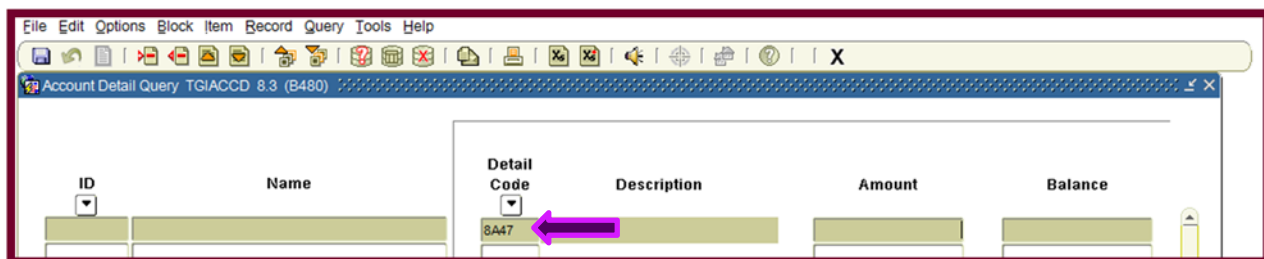 File Edit Options Block Item Record Query Tools Help
X
Account Detail Query TGIACCD 8.3 (B480)
ID Name Detail Code Description Amount Balance
8A47